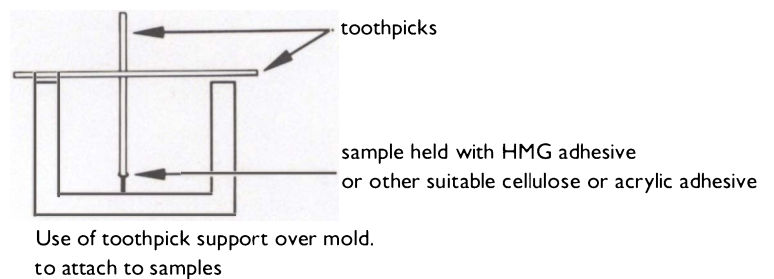 toothpicks
sample held with HMG adhesive
or other suitable cellulose or acrylic adhesive
Use of toothpick support over mold.
to attach to samples